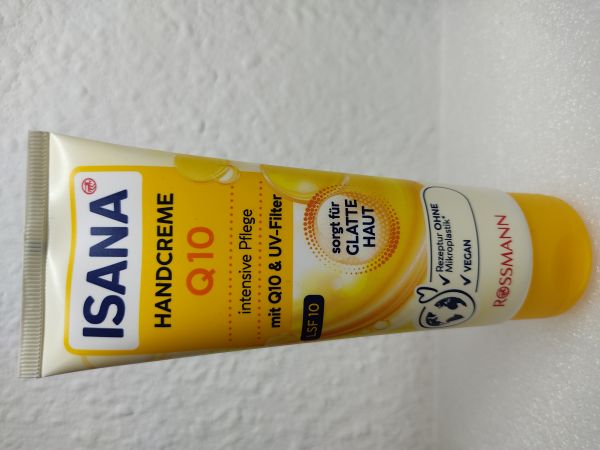 ISANA
HANDCREME
Q10
intensive Pflege
mit Q10 & UV-Filter
sorgt für
GLATTE
HAUT
LSF 10
Rezeptur OHNE
Mikroplastik*
VEGAN
ROSSMANN